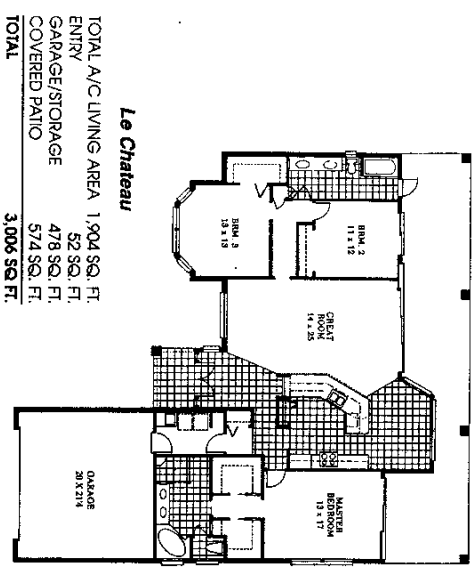 Le Chateau
TOTAL A/C LIVING AREA 1,904 SQ. FT.
ENTRY 52 SQ. FT.
GARAGE/STORAGE 478 SQ. FT.
COVERED PATIO 574 SQ. FT.
TOTAL 3,006 SQ. FT.
BRM. 3
13 x 13
BRM. 2
11 x 12
GREAT
ROOM
14 x 25
MASTER
BEDROOM
13 x 17
GARAGE
20 X 21'4